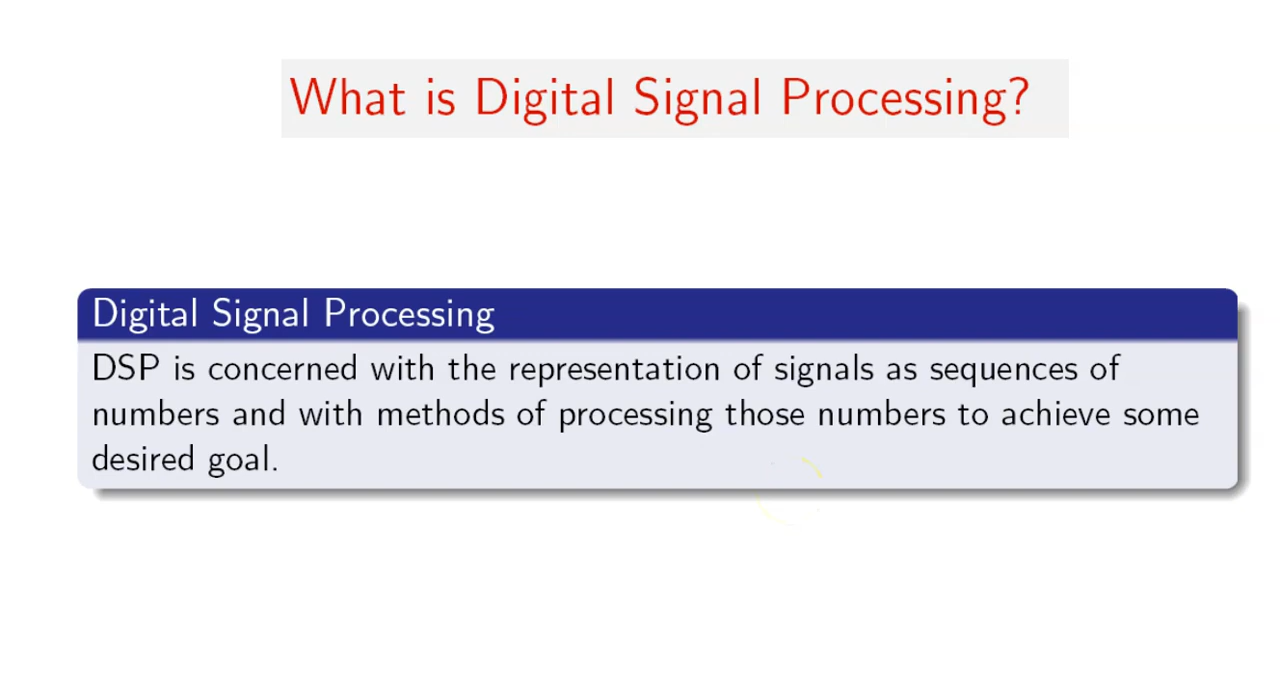 What is Digital Signal Processing?
Digital Signal Processing
DSP is concerned with the representation of signals as sequences of
numbers and with methods of processing those numbers to achieve some
desired goal.